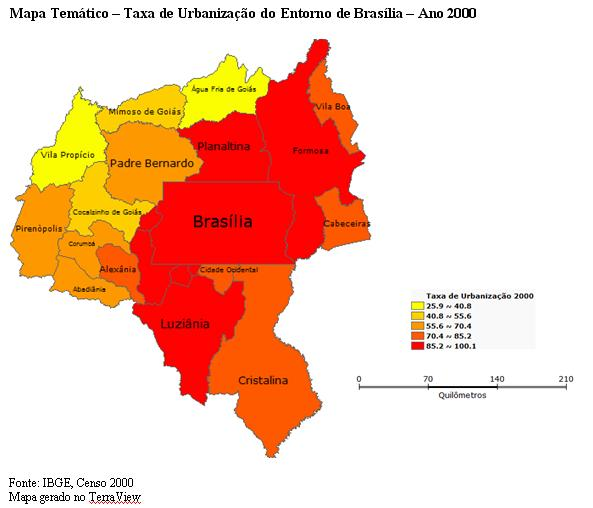 Mapa Temático – Taxa de Urbanização do Entorno de Brasília – Ano 2000
Água Fria de Goiás
Mimoso de Goiás
Vila Boa
Planaltina
Formosa
Vila Propício
Padre Bernardo
Cocalzinho de Goiás
Brasília
Pirenópolis
Cabeceiras
Corumbá
Alexânia
Cidade Ocidental
Abadiânia
Luziânia
Cristalina
Taxa de Urbanização 2000
25.9 ~ 40.8
40.8 ~ 55.6
55.6 ~ 70.4
70.4 ~ 85.2
85.2 ~ 100.1
0 70 140 210
Quilômetros
Fonte: IBGE, Censo 2000
Mapa gerado no TerraView